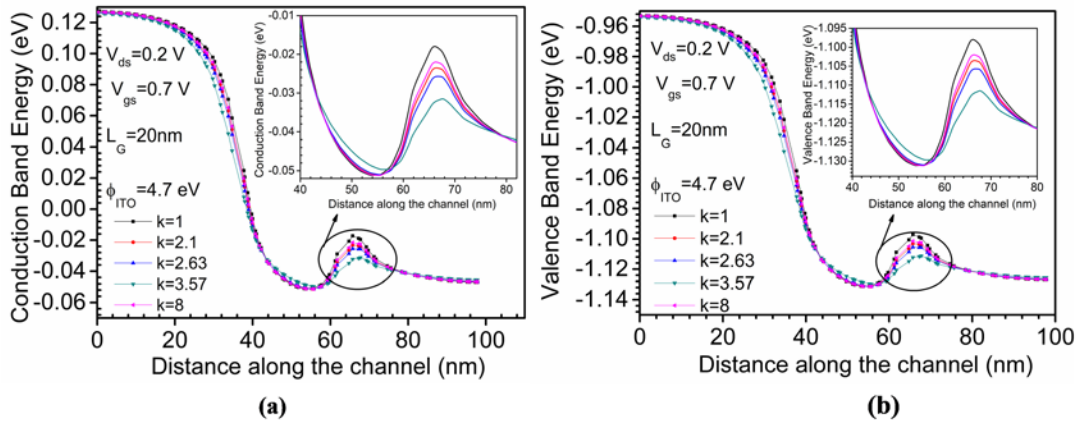 0.12
0.10
0.08
0.06
0.04
0.02
0.00
-0.02
-0.04
-0.06
Conduction Band Energy (eV)
0
20
40
60
80
100
Distance along the channel (nm)
V_ds=0.2 V
V_gs=0.7 V
L_G=20nm
ϕ_ITO=4.7 eV
k=1
k=2.1
k=2.63
k=3.57
k=8
-0.01
-0.02
-0.03
-0.04
-0.05
Conduction Band Energy (eV)
40
50
60
70
80
Distance along the channel (nm)
(a)
-0.96
-0.98
-1.00
-1.02
-1.04
-1.06
-1.08
-1.10
-1.12
-1.14
Valence Band Energy (eV)
0
20
40
60
80
100
Distance along the channel (nm)
V_ds=0.2 V
V_gs=0.7 V
L_G=20nm
ϕ_ITO=4.7 eV
k=1
k=2.1
k=2.63
k=3.57
k=8
-1.095
-1.100
-1.105
-1.110
-1.115
-1.120
-1.125
-1.130
Valence Band Energy (eV)
40
50
60
70
80
Distance along the channel (nm)
(b)